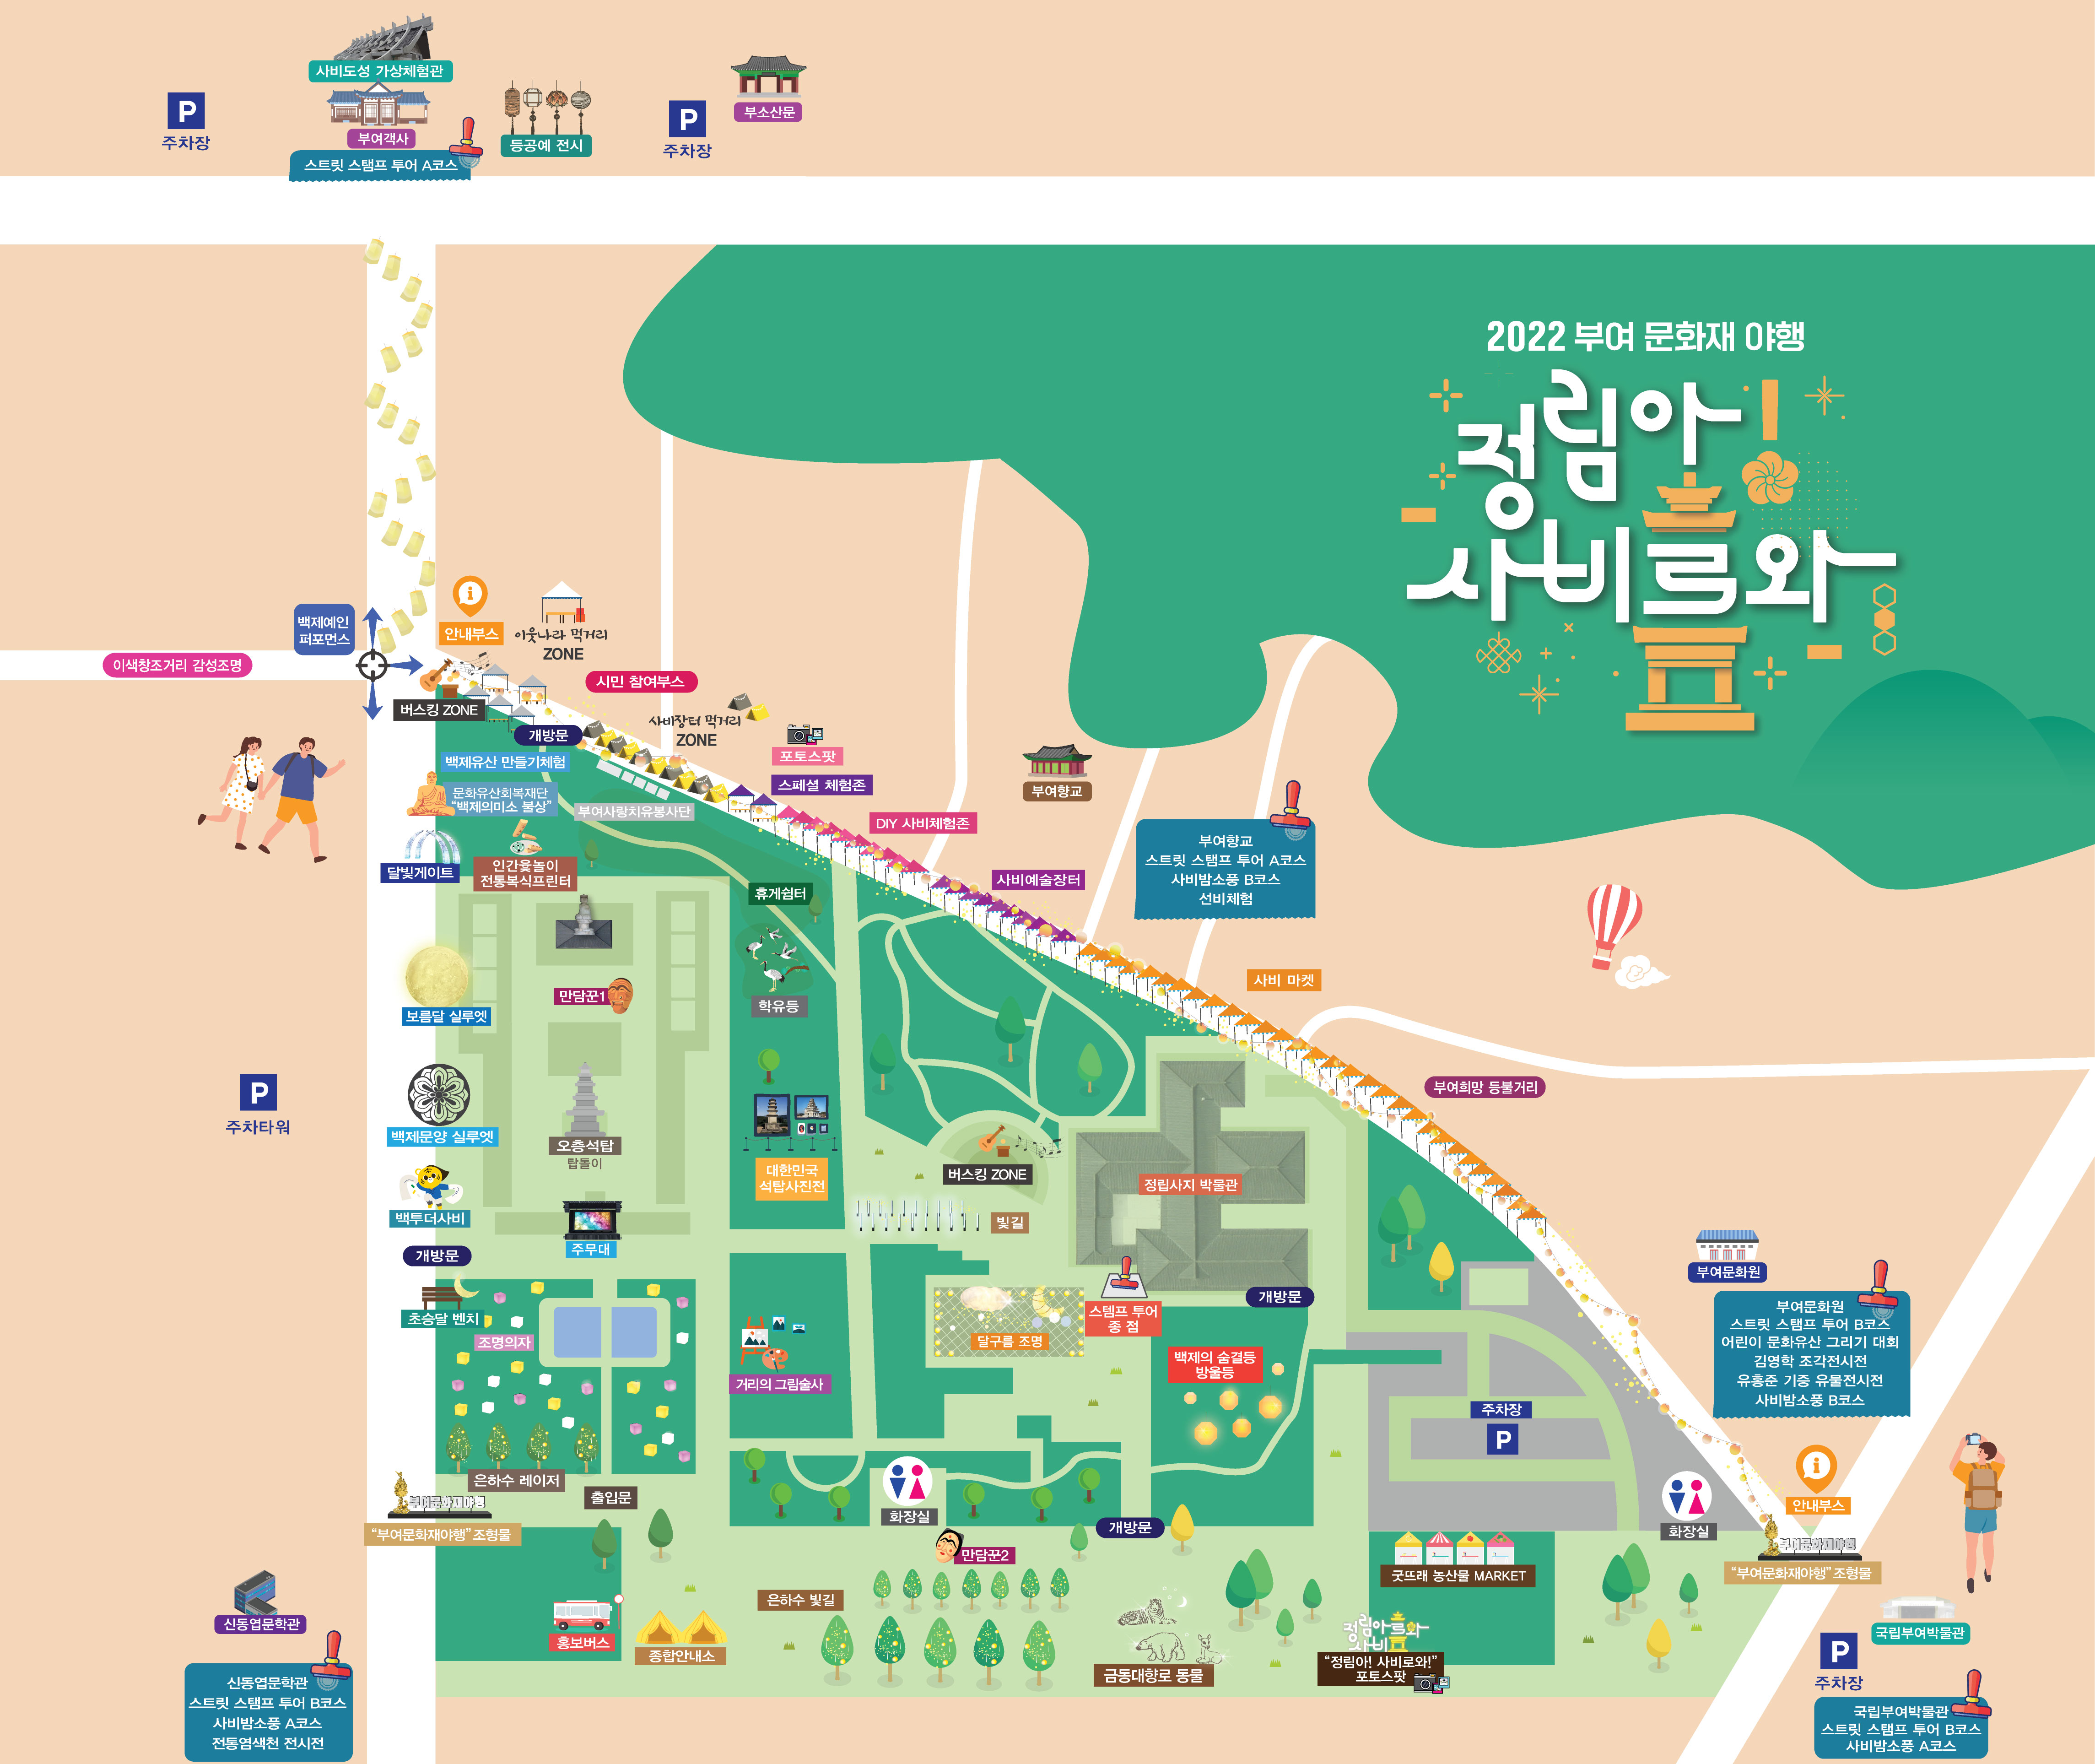 사비도성 가상체험관
부여객사
스트릿 스탬프 투어 A코스
등공예 전시
P
주차장
P
주차장
부소산문
2022 부여 문화재 야행
정림아!
사비로와
백제예인
퍼포먼스
이색창조거리 감성조명
안내부스
이웃나라 먹거리
ZONE
버스킹 ZONE
시민 참여부스
개방문
사비장터 먹거리
ZONE
포토스팟
스페셜 체험존
백제유산 만들기체험
문화유산회복재단
“백제의미소 불상”
부여사랑치유봉사단
부여향교
DIY 사비체험존
달빛게이트
인간윷놀이
전통복식프린터
휴게쉼터
사비예술장터
부여향교
스트릿 스탬프 투어 A코스
사비밤소풍 B코스
선비체험
사비 마켓
보름달 실루엣
만담꾼1
학유등
P
주차타워
부여희망 등불거리
백제문양 실루엣
오층석탑
탑돌이
대한민국
석탑사진전
버스킹 ZONE
정림사지 박물관
백투더사비
주무대
빛길
개방문
초승달 벤치
조명의자
거리의 그림술사
달구름 조명
스템프 투어
종 점
개방문
백제의 숨결등
방울등
부여문화원
부여문화원
스트릿 스탬프 투어 B코스
어린이 문화유산 그리기 대회
김영학 조각전시전
유홍준 기증 유물전시전
사비밤소풍 B코스
주차장
P
은하수 레이저
출입문
화장실
개방문
화장실
안내부스
부여문화재야행
“부여문화재야행” 조형물
부여문화재야행
“부여문화재야행” 조형물
만담꾼2
굿뜨래 농산물 MARKET
은하수 빛길
홍보버스
종합안내소
금동대향로 동물
정림아
사비로와
“정림아! 사비로와!”
포토스팟
신동엽문학관
신동엽문학관
스트릿 스탬프 투어 B코스
사비밤소풍 A코스
전통염색천 전시전
국립부여박물관
P
주차장
국립부여박물관
스트릿 스탬프 투어 B코스
사비밤소풍 A코스